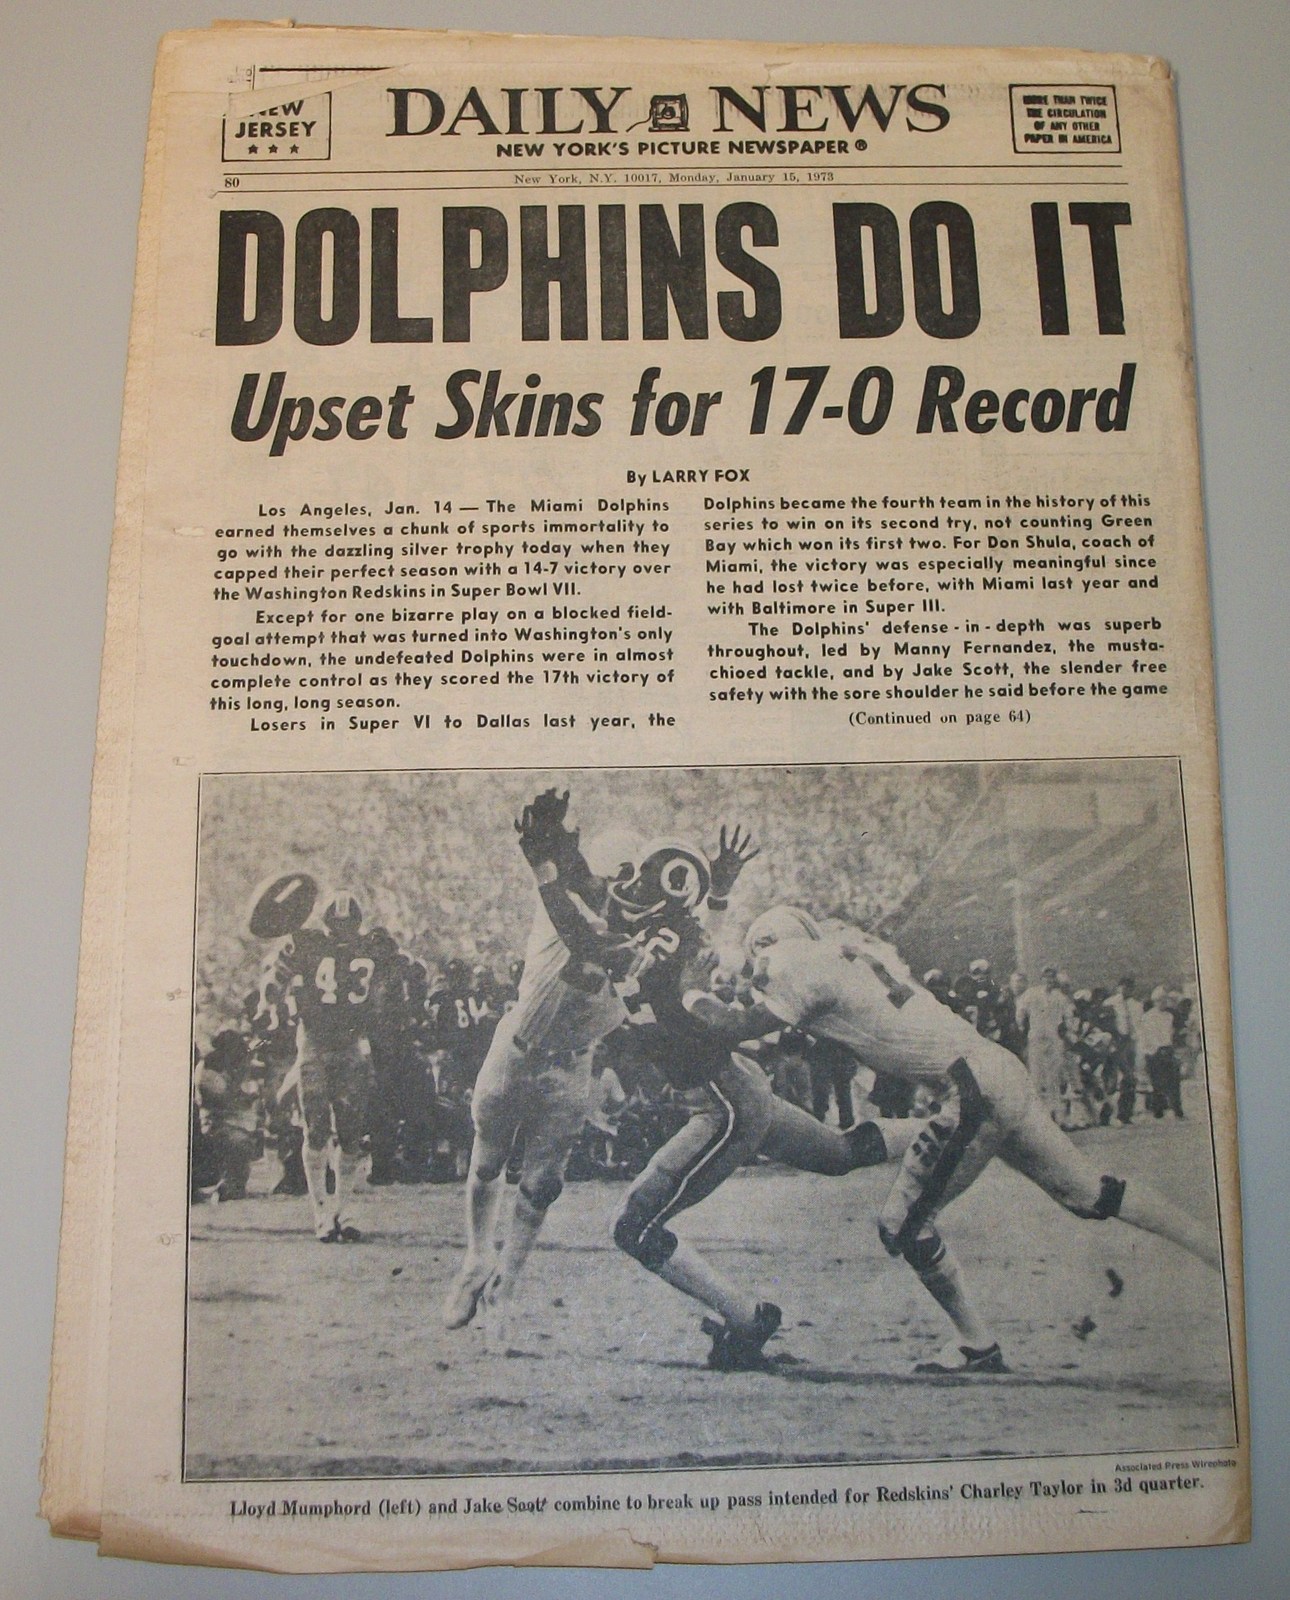 NEW
JERSEY
★ ★ ★
DAILY NEWS
NEW YORK'S PICTURE NEWSPAPER ®
MORE THAN TWICE
THE CIRCULATION
OF ANY OTHER
PAPER IN AMERICA
80
New York, N.Y. 10017, Monday, January 15, 1973
DOLPHINS DO IT
Upset Skins for 17-0 Record
By LARRY FOX
Los Angeles, Jan. 14 — The Miami Dolphins
earned themselves a chunk of sports immortality to
go with the dazzling silver trophy today when they
capped their perfect season with a 14-7 victory over
the Washington Redskins in Super Bowl VII.
Except for one bizarre play on a blocked field-
goal attempt that was turned into Washington's only
touchdown, the undefeated Dolphins were in almost
complete control as they scored the 17th victory of
this long, long season.
Losers in Super VI to Dallas last year, the
Dolphins became the fourth team in the history of this
series to win on its second try, not counting Green
Bay which won its first two. For Don Shula, coach of
Miami, the victory was especially meaningful since
he had lost twice before, with Miami last year and
with Baltimore in Super III.
The Dolphins' defense-in-depth was superb
throughout, led by Manny Fernandez, the musta-
chioed tackle, and by Jake Scott, the slender free
safety with the sore shoulder he said before the game
(Continued on page 64)
43
64
2
1
Associated Press Wirephoto
Lloyd Mumphord (left) and Jake Scott combine to break up pass intended for Redskins' Charley Taylor in 3d quarter.